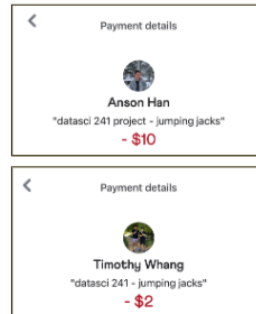 Payment details
Anson Han
"datasci 241 project - jumping jacks"
- $10
Payment details
Timothy Whang
"datasci 241 - jumping jacks"
- $2